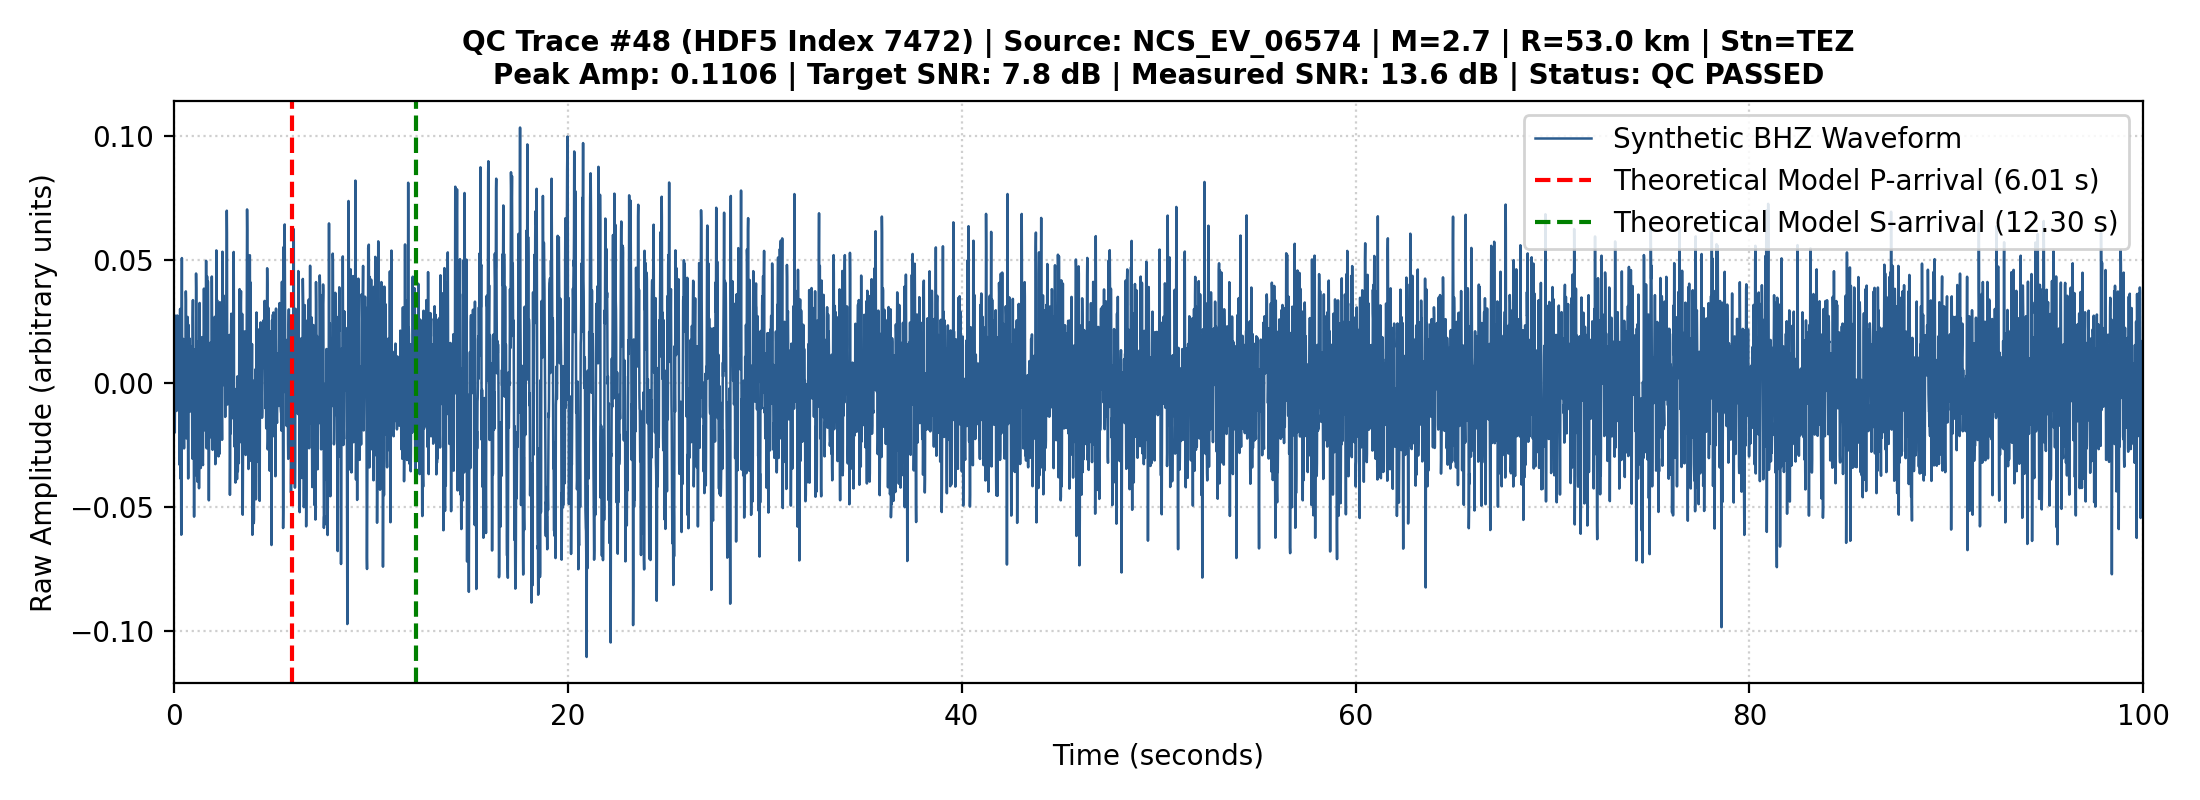 QC Trace #48 (HDF5 Index 7472) | Source: NCS_EV_06574 | M=2.7 | R=53.0 km | Stn=TEZ
Peak Amp: 0.1106 | Target SNR: 7.8 dB | Measured SNR: 13.6 dB | Status: QC PASSED
Synthetic BHZ Waveform
Theoretical Model P-arrival (6.01 s)
Theoretical Model S-arrival (12.30 s)
Raw Amplitude (arbitrary units)
0.10
0.05
0.00
−0.05
−0.10
0 20 40 60 80 100
Time (seconds)